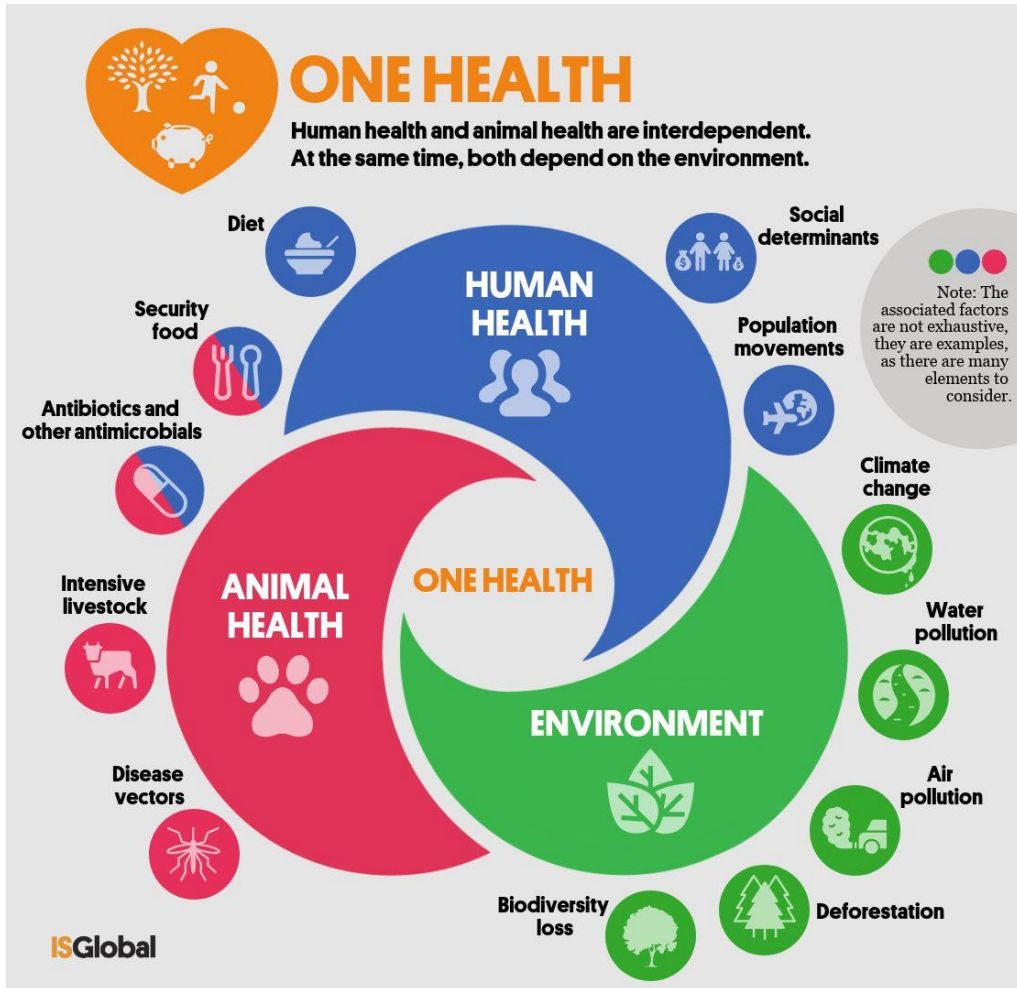 ONE HEALTH
Human health and animal health are interdependent.
At the same time, both depend on the environment.
Diet
Social
determinants
HUMAN
HEALTH
Security
food
Population
movements
Note: The
associated factors
are not exhaustive,
they are examples,
as there are many
elements to
consider.
Antibiotics and
other antimicrobials
Climate
change
Intensive
livestock
ANIMAL
HEALTH
ONE HEALTH
Water
pollution
ENVIRONMENT
Disease
vectors
Air
pollution
Biodiversity
loss
Deforestation
ISGlobal